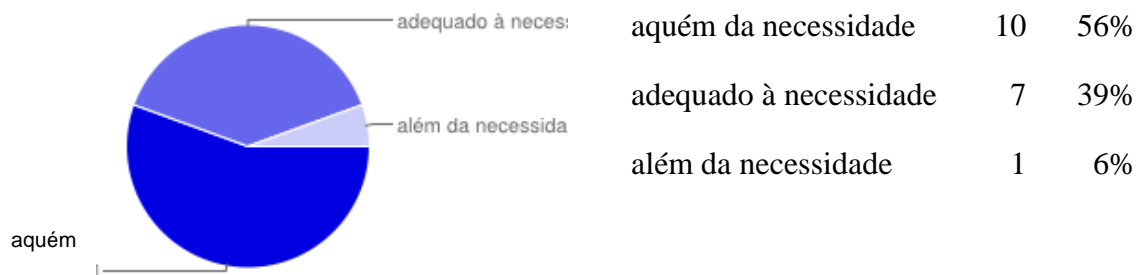 adequado à neces
além da necessida
aquém
aquém da necessidade 10 56%
adequado à necessidade 7 39%
além da necessidade 1 6%